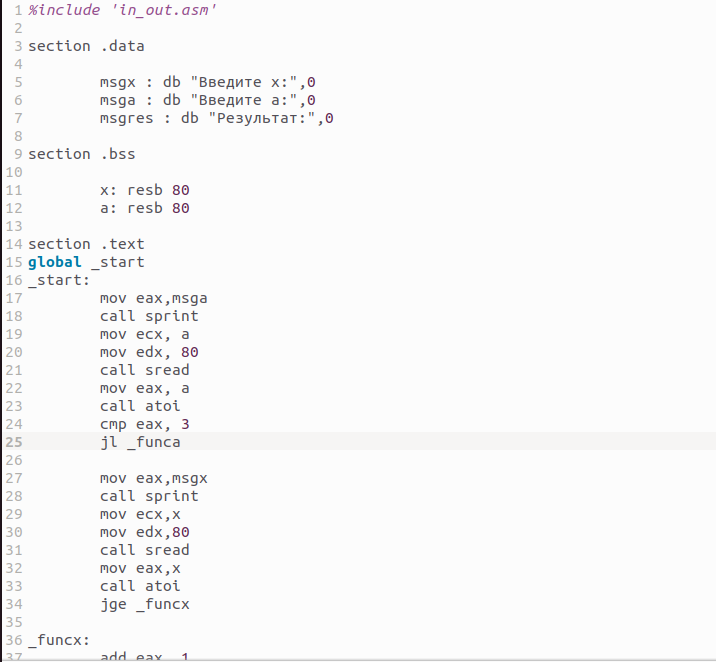 1 %include 'in_out.asm'
2
3 section .data
4
5 msgx : db "Введите x:",0
6 msga : db "Введите a:",0
7 msgres : db "Результат:",0
8
9 section .bss
10
11 x: resb 80
12 a: resb 80
13
14 section .text
15 global _start
16 _start:
17 mov eax,msga
18 call sprint
19 mov ecx, a
20 mov edx, 80
21 call sread
22 mov eax, a
23 call atoi
24 cmp eax, 3
25 jl _funca
26
27 mov eax,msgx
28 call sprint
29 mov ecx,x
30 mov edx,80
31 call sread
32 mov eax,x
33 call atoi
34 jge _funcx
35
36 _funcx:
37 add eax, 1